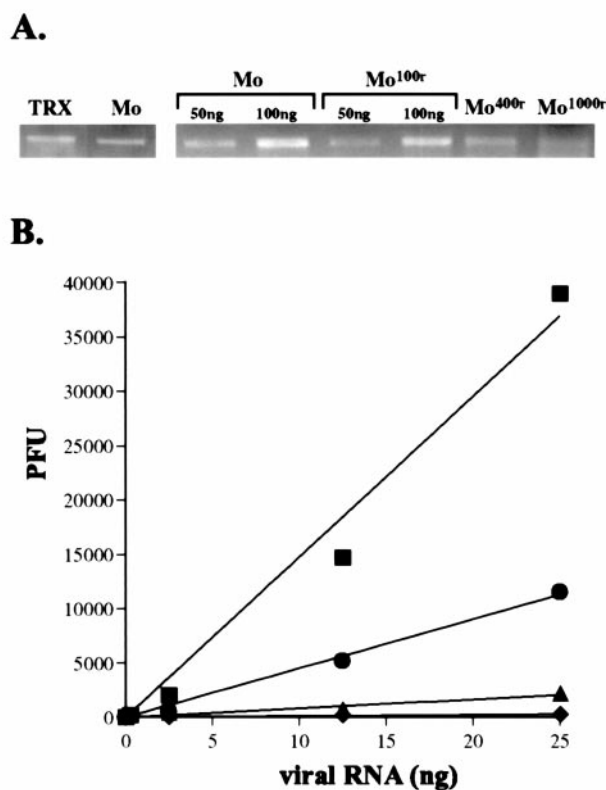 A.
Mo Mo100r
TRX Mo 50ng 100ng 50ng 100ng Mo400r Mo1000r
B.
40000
35000
30000
25000
20000
15000
10000
5000
0
PFU
0 5 10 15 20 25
viral RNA (ng)